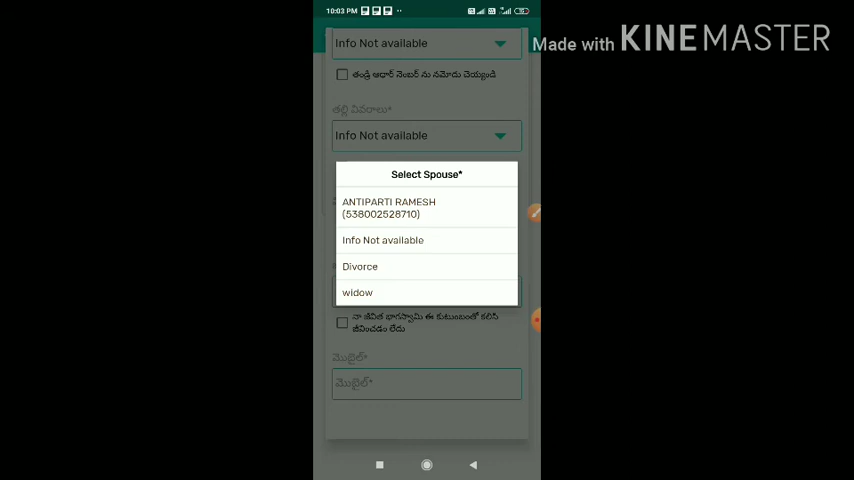 10:03 PM
Made with KINEMASTER
Info Not available
తండ్రి ఆధార్ నెంబర్ ను నమోదు చెయ్యండి
తల్లి వివరాలు*
Info Not available
Select Spouse*
ANTIPARTI RAMESH
(538002528710)
Info Not available
Divorce
widow
నా జీవిత భాగస్వామి ఈ కుటుంబంతో కలిసి
జీవించడం లేదు
మొబైల్*
మొబైల్*